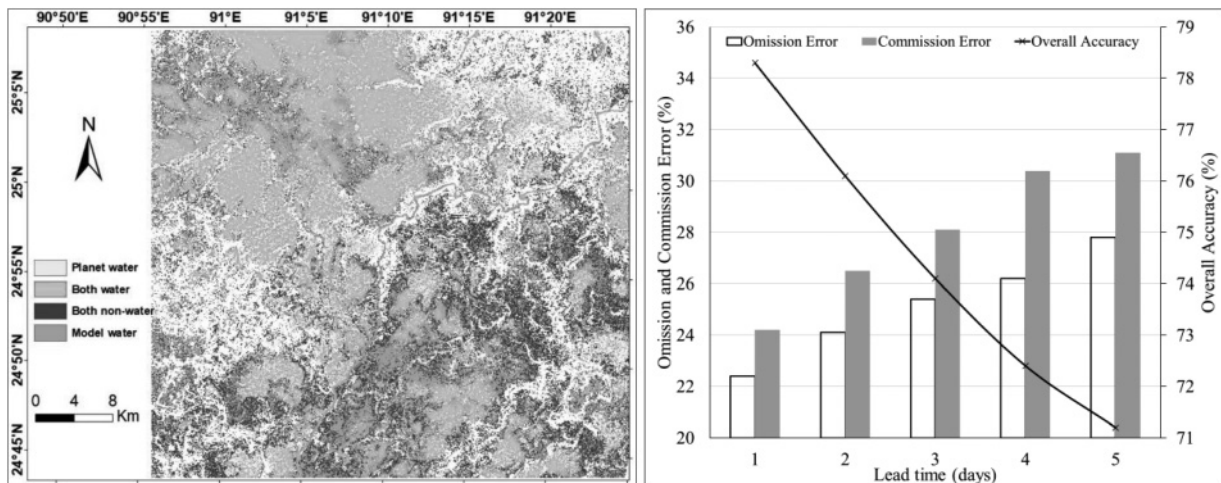 90°50'E 90°55'E 91°E 91°5'E 91°10'E 91°15'E 91°20'E
25°5'N
N
25°N
24°55'N
Planet water
Both water
Both non-water
Model water
24°50'N
0 4 8
Km
24°45'N
Omission Error Commission Error Overall Accuracy
Omission and Commission Error (%)
36
34
32
30
28
26
24
22
20
79
78
77
76
75
74
73
72
71
Overall Accuracy (%)
1 2 3 4 5
Lead time (days)